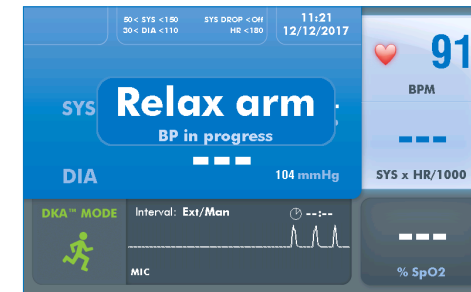 50< SYS <150 SYS DROP <Off 11:21
30< DIA <110 HR <180 12/12/2017
91
BPM
SYS
Relax arm
BP in progress
---
DIA
104 mmHg
---
SYS x HR/1000
DKA™ MODE
Interval: Ext/Man
--:--
MIC
---
% SpO2